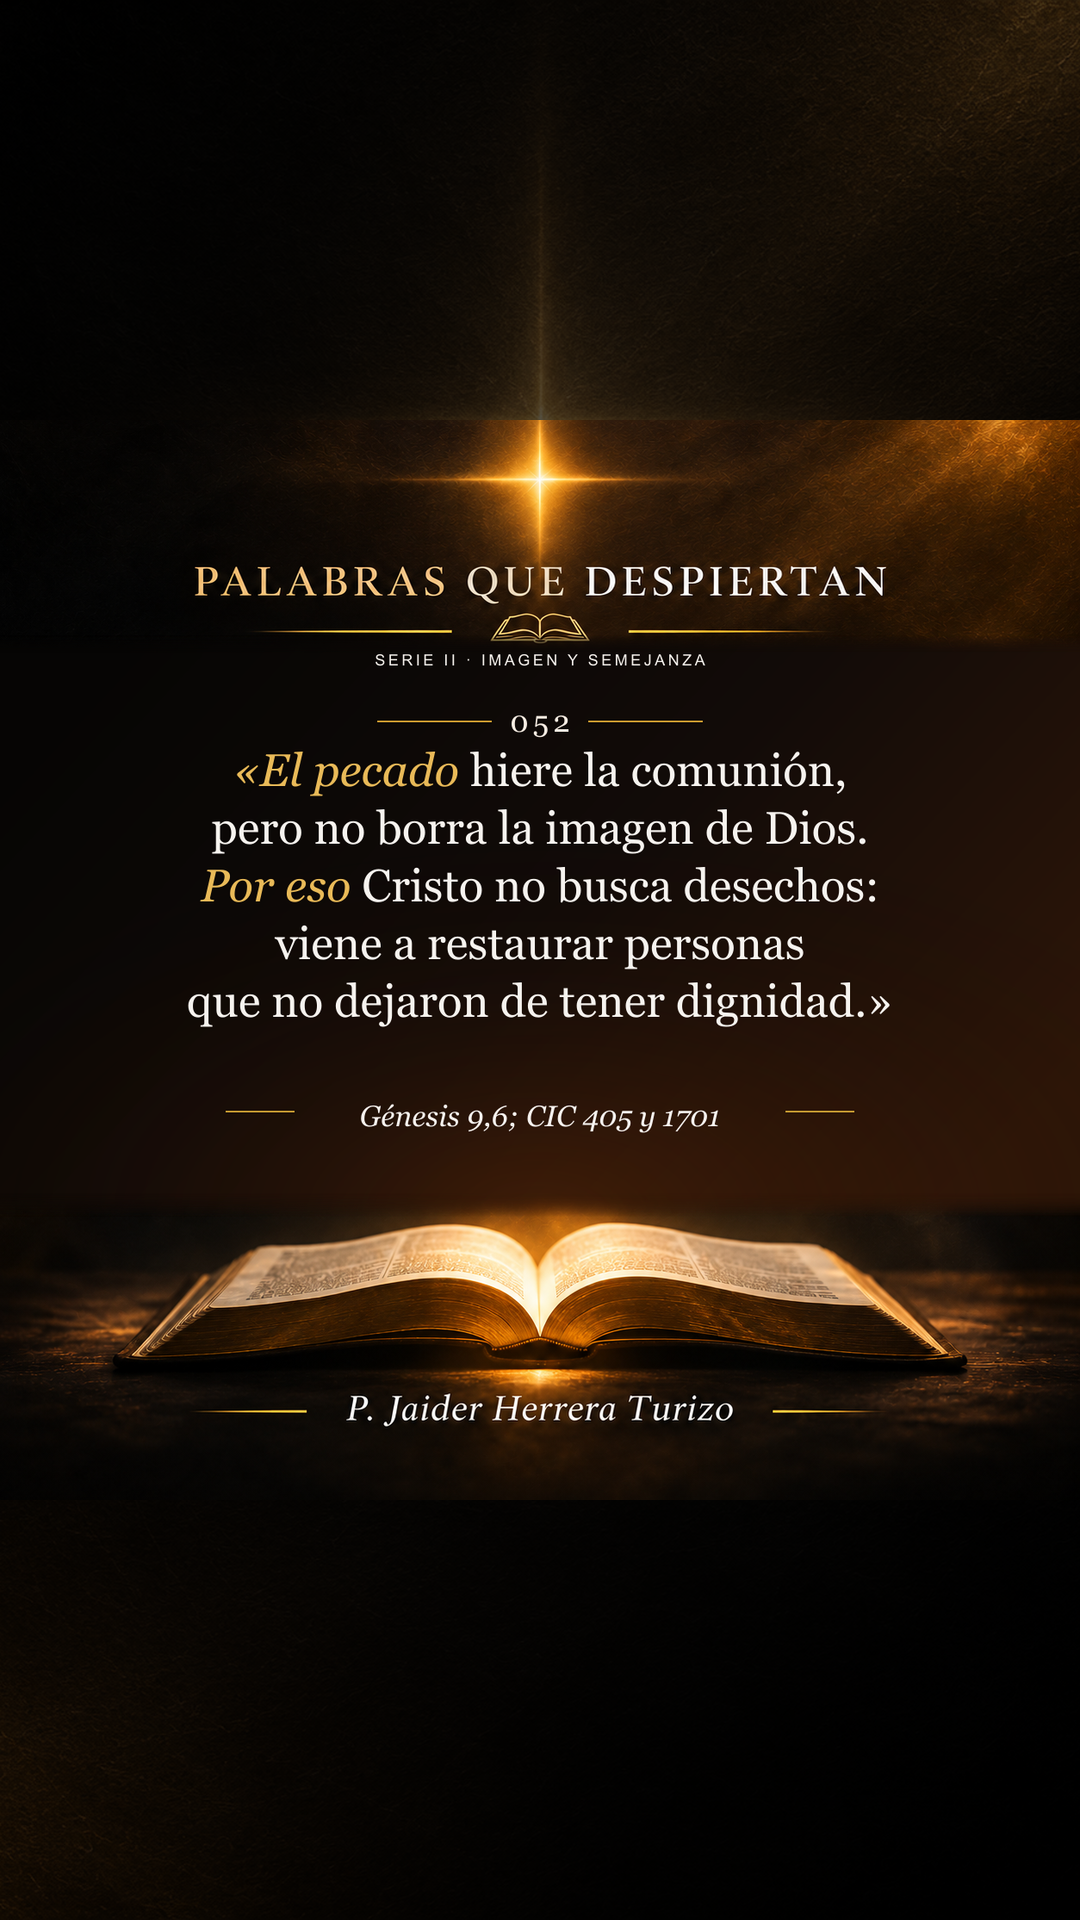 PALABRAS QUE DESPIERTAN
SERIE II · IMAGEN Y SEMEJANZA
052
«El pecado hiere la comunión,
pero no borra la imagen de Dios.
Por eso Cristo no busca desechos:
viene a restaurar personas
que no dejaron de tener dignidad.»
Génesis 9,6; CIC 405 y 1701
P. Jaider Herrera Turizo